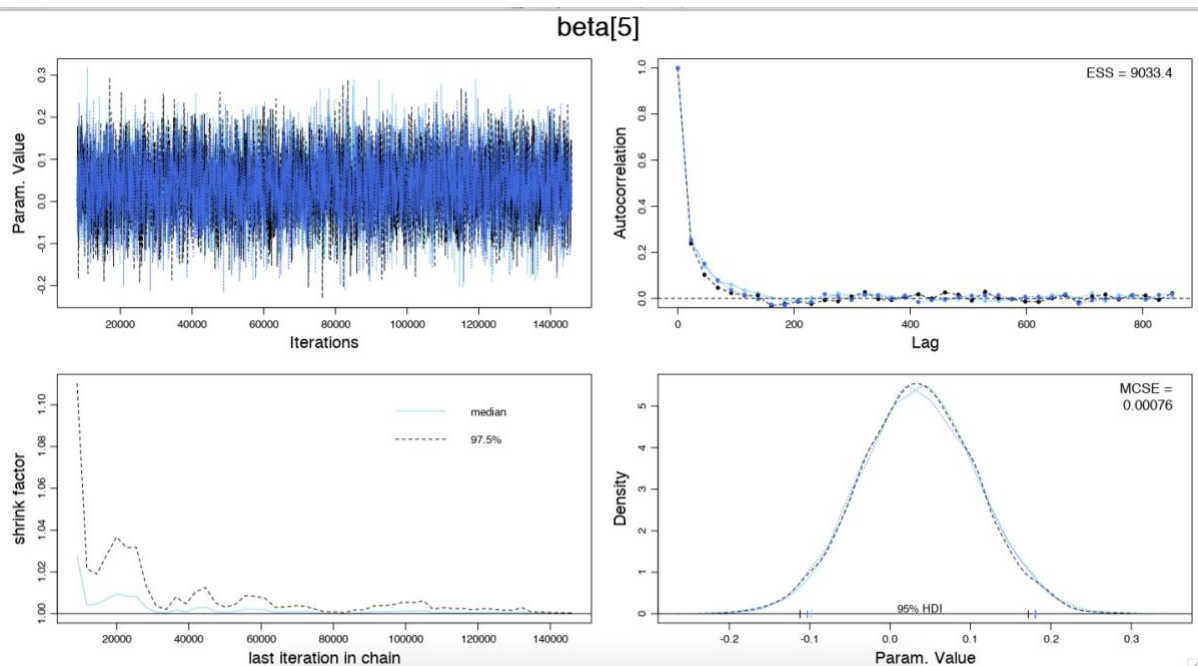 beta[5]
Param. Value
0.3
0.2
0.1
0.0
-0.1
-0.2
20000 40000 60000 80000 100000 120000 140000
Iterations
Autocorrelation
1.0
0.8
0.6
0.4
0.2
0.0
ESS = 9033.4
0 200 400 600 800
Lag
shrink factor
1.10
1.08
1.06
1.04
1.02
1.00
median
97.5%
20000 40000 60000 80000 100000 120000 140000
last iteration in chain
Density
5
4
3
2
1
0
MCSE =
0.00076
95% HDI
-0.2 -0.1 0.0 0.1 0.2 0.3
Param. Value